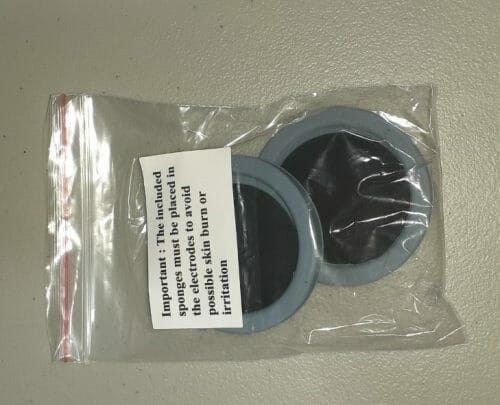 Important : The included
sponges must be placed in
the electrodes to avoid
possible skin burn or
irritation